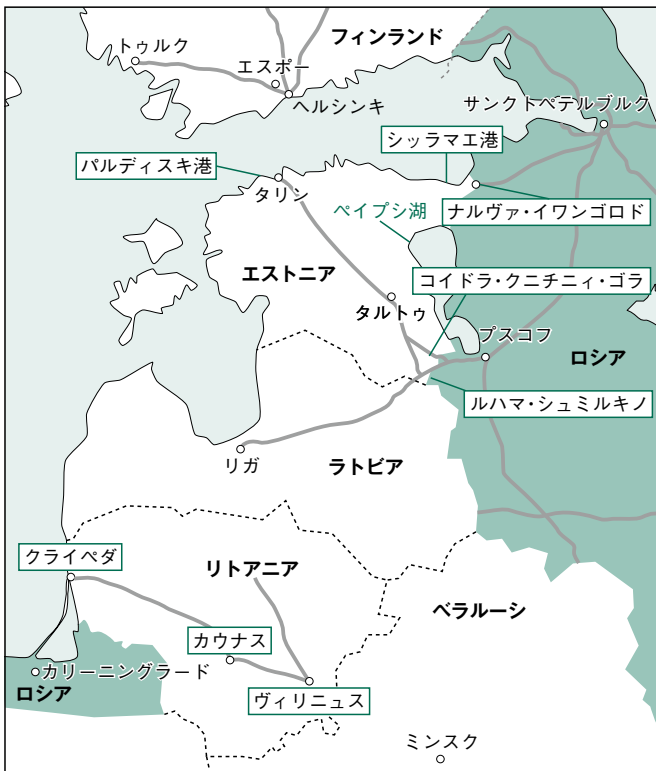 フィンランド
トゥルク
エスポー
ヘルシンキ
サンクトペテルブルク
シッラマエ港
パルディスキ港
タリン
ペイプシ湖
ナルヴァ・イワンゴロド
エストニア
コイドラ・クニチニィ・ゴラ
タルトゥ
プスコフ
ロシア
ルハマ・シュミルキノ
リガ
ラトビア
クライペダ
リトアニア
ベラルーシ
カウナス
カリーニングラード
ロシア
ヴィリニュス
ミンスク